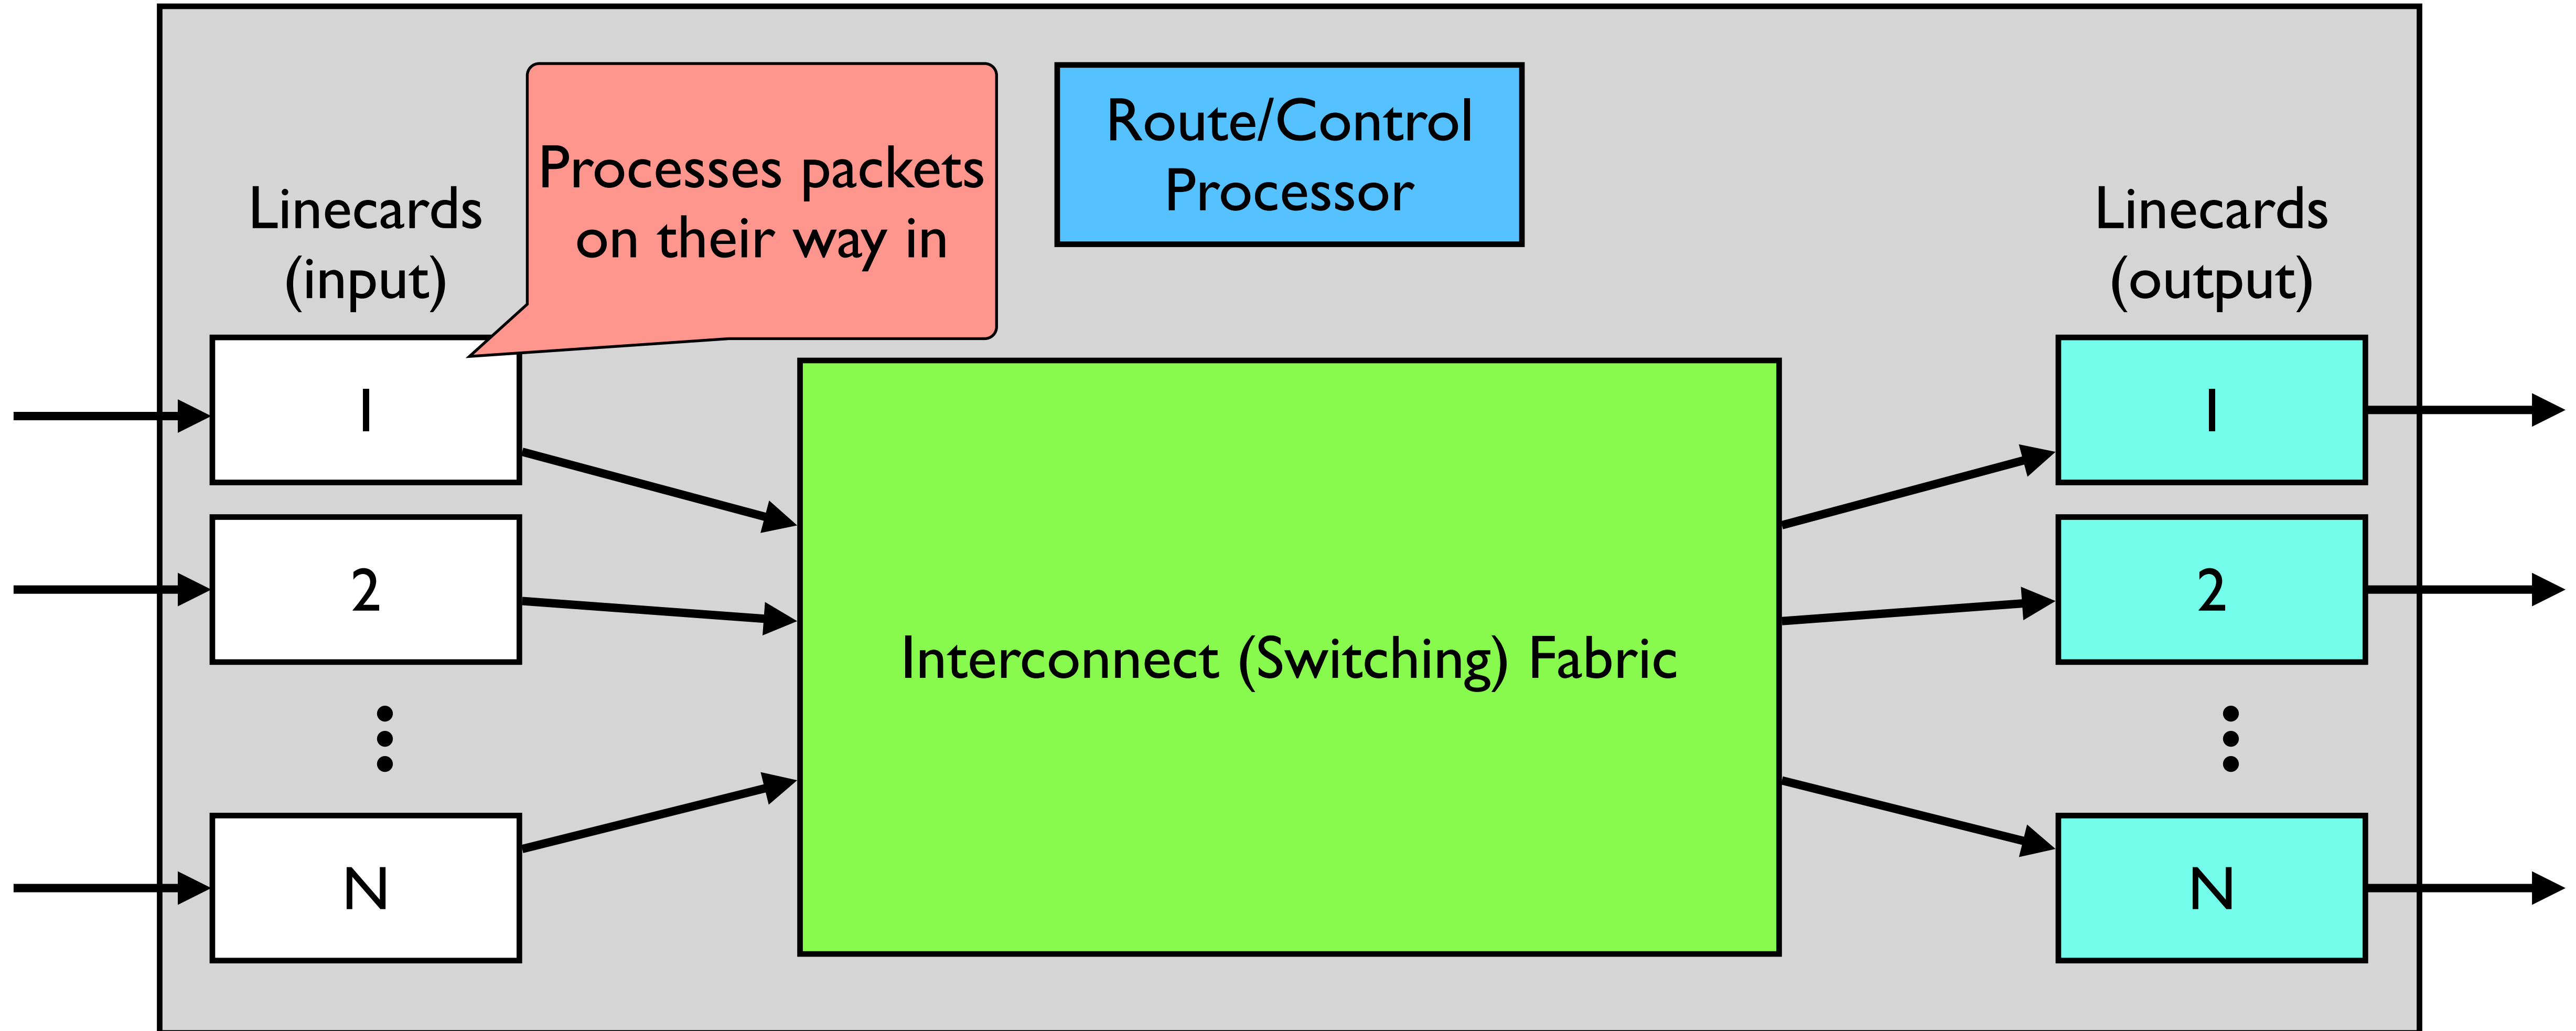 Linecards
(input)
Processes packets
on their way in
Route/Control
Processor
Linecards
(output)
1
2
N
Interconnect (Switching) Fabric
1
2
N